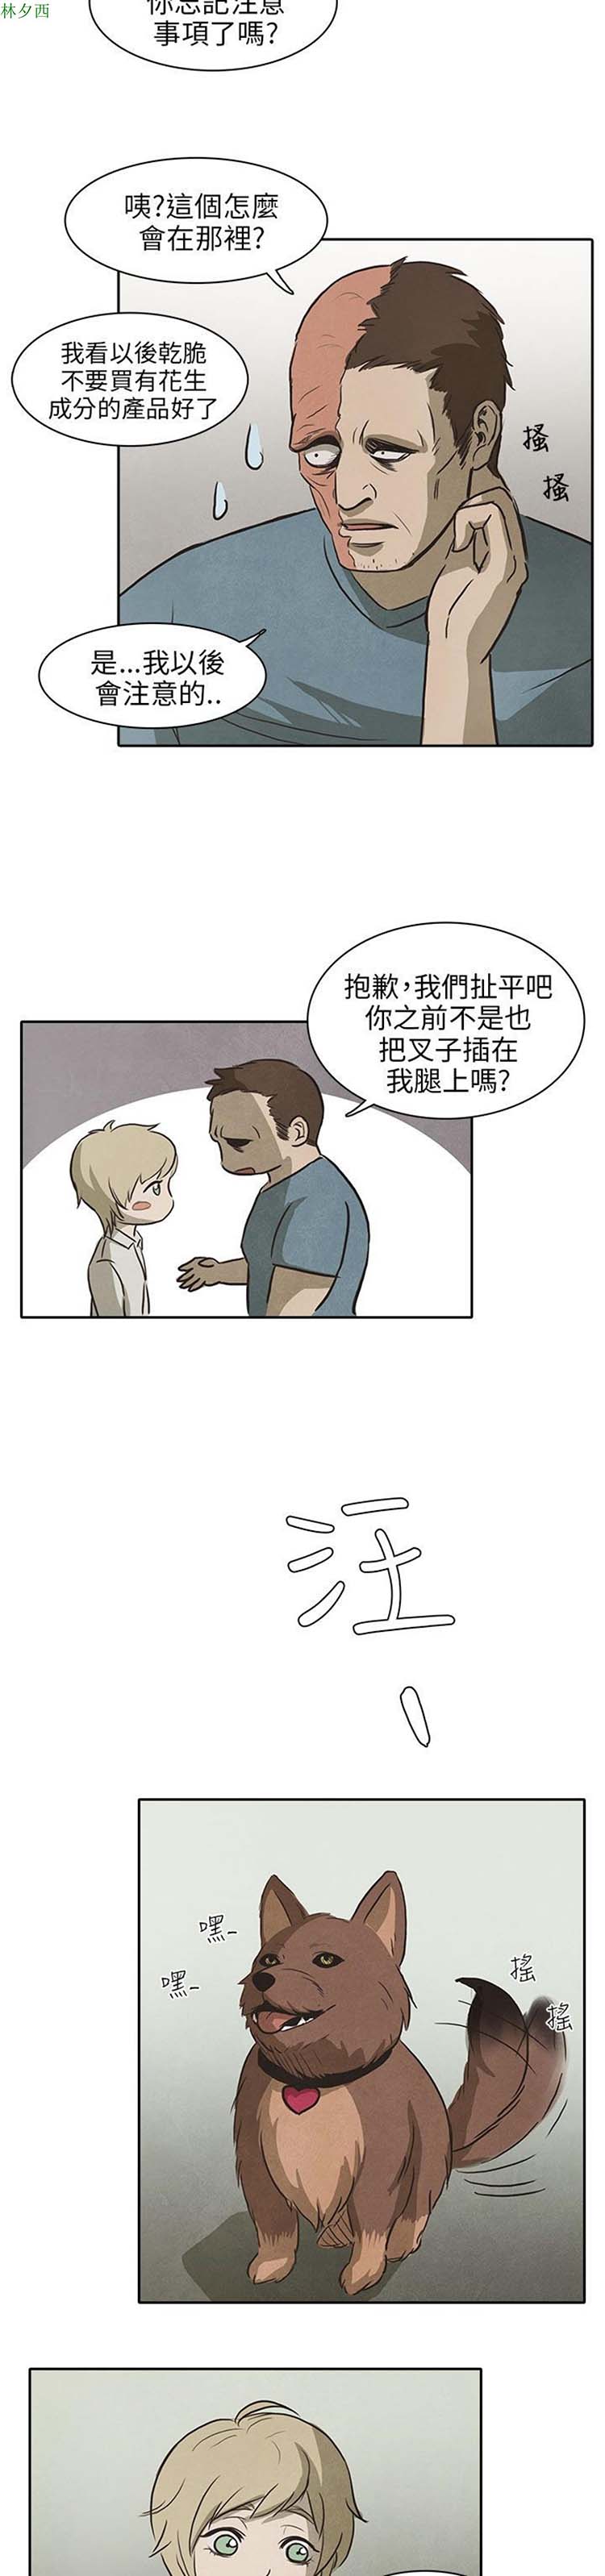 林夕西
你忘記注意
事項了嗎?
咦?這個怎麼
會在那裡?
我看以後乾脆
不要買有花生
成分的產品好了
搔
搔
是...我以後
會注意的..
抱歉,我們扯平吧
你之前不是也
把叉子插在
我腿上嗎?
汪
嘿
嘿
搖
搖